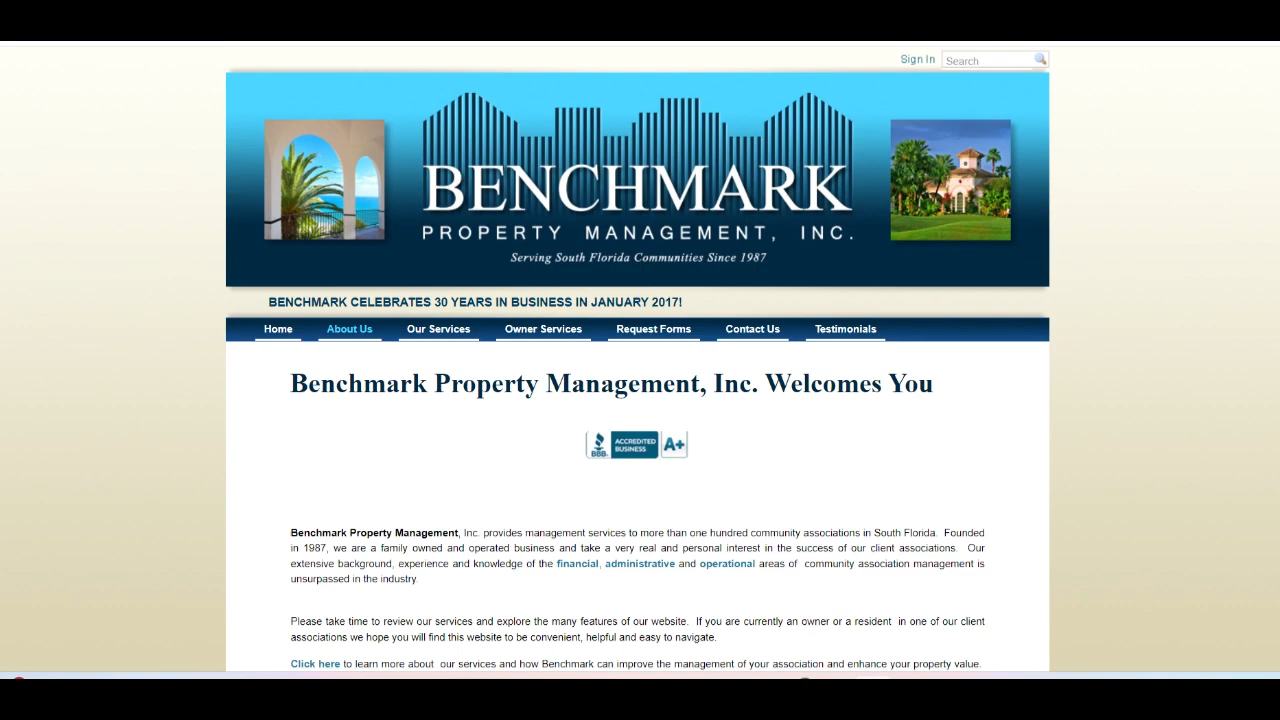 Sign In
Search
BENCHMARK
PROPERTY MANAGEMENT, INC.
Serving South Florida Communities Since 1987
BENCHMARK CELEBRATES 30 YEARS IN BUSINESS IN JANUARY 2017!
Home About Us Our Services Owner Services Request Forms Contact Us Testimonials
Benchmark Property Management, Inc. Welcomes You
BBB ACCREDITED BUSINESS A+
Benchmark Property Management, Inc. provides management services to more than one hundred community associations in South Florida. Founded
in 1987, we are a family owned and operated business and take a very real and personal interest in the success of our client associations. Our
extensive background, experience and knowledge of the financial, administrative and operational areas of community association management is
unsurpassed in the industry.
Please take time to review our services and explore the many features of our website. If you are currently an owner or a resident in one of our client
associations we hope you will find this website to be convenient, helpful and easy to navigate.
Click here to learn more about our services and how Benchmark can improve the management of your association and enhance your property value.